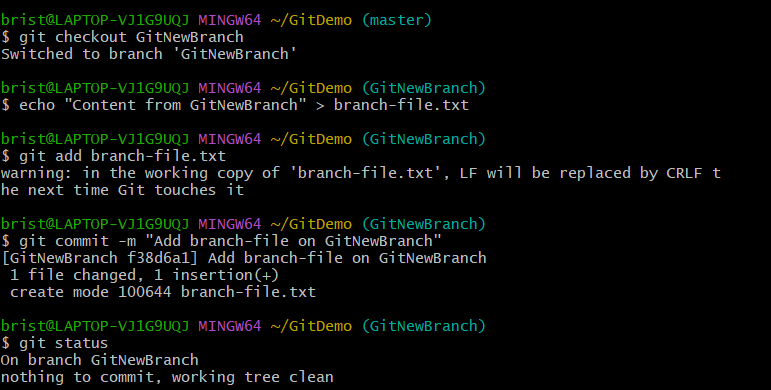 brist@LAPTOP-VJ1G9UQJ MINGW64 ~/GitDemo (master)
$ git checkout GitNewBranch
Switched to branch 'GitNewBranch'
brist@LAPTOP-VJ1G9UQJ MINGW64 ~/GitDemo (GitNewBranch)
$ echo "Content from GitNewBranch" > branch-file.txt
brist@LAPTOP-VJ1G9UQJ MINGW64 ~/GitDemo (GitNewBranch)
$ git add branch-file.txt
warning: in the working copy of 'branch-file.txt', LF will be replaced by CRLF t
he next time Git touches it
brist@LAPTOP-VJ1G9UQJ MINGW64 ~/GitDemo (GitNewBranch)
$ git commit -m "Add branch-file on GitNewBranch"
[GitNewBranch f38d6a1] Add branch-file on GitNewBranch
 1 file changed, 1 insertion(+)
 create mode 100644 branch-file.txt
brist@LAPTOP-VJ1G9UQJ MINGW64 ~/GitDemo (GitNewBranch)
$ git status
On branch GitNewBranch
nothing to commit, working tree clean